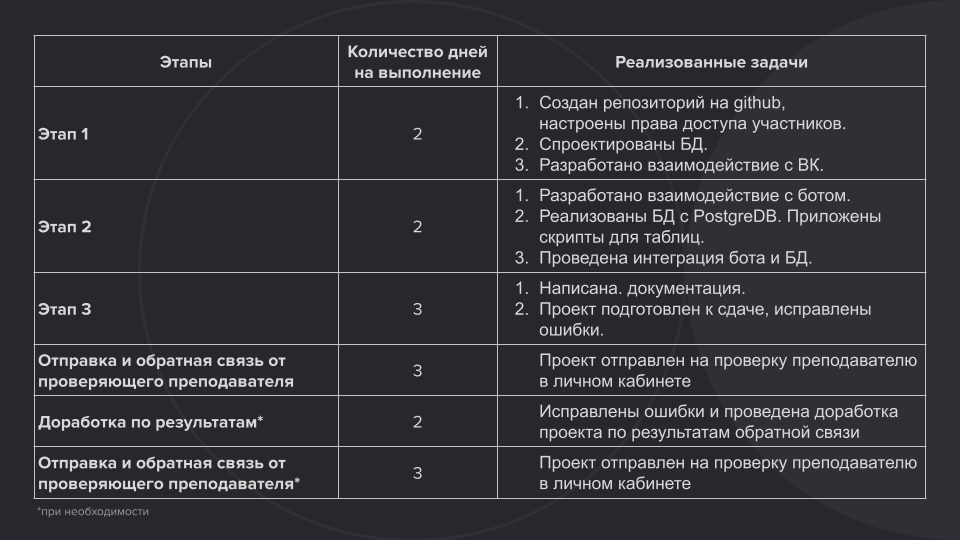 Этапы
Количество дней
на выполнение
Реализованные задачи
Этап 1
2
1. Создан репозиторий на github,
настроены права доступа участников.
2. Спроектированы БД.
3. Разработано взаимодействие с ВК.
Этап 2
2
1. Разработано взаимодействие с ботом.
2. Реализованы БД с PostgreDB. Приложены
скрипты для таблиц.
3. Проведена интеграция бота и БД.
Этап 3
3
1. Написана. документация.
2. Проект подготовлен к сдаче, исправлены
ошибки.
Отправка и обратная связь от
проверяющего преподавателя
3
Проект отправлен на проверку преподавателю
в личном кабинете
Доработка по результатам*
2
Исправлены ошибки и проведена доработка
проекта по результатам обратной связи
Отправка и обратная связь от
проверяющего преподавателя*
3
Проект отправлен на проверку преподавателю
в личном кабинете
*при необходимости